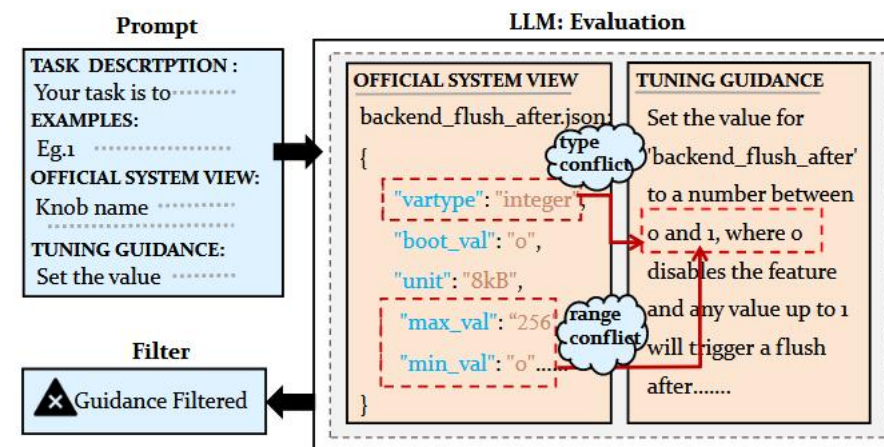 Prompt
TASK DESCRTPTION :
Your task is to
EXAMPLES:
Eg.1
OFFICIAL SYSTEM VIEW:
Knob name
TUNING GUIDANCE:
Set the value
Filter
Guidance Filtered
LLM: Evaluation
OFFICIAL SYSTEM VIEW
backend_flush_after.json:
{
"vartype": "integer",
"boot_val": "0",
"unit": "8kB",
"max_val": "256
"min_val": "0"......
}
type
conflict
range
conflict
TUNING GUIDANCE
Set the value for
'backend_flush_after'
to a number between
0 and 1, where 0
disables the feature
and any value up to 1
will trigger a flush
after.......